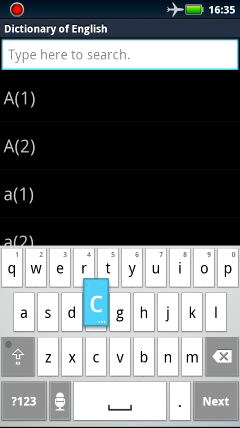 16:35
Dictionary of English
Type here to search.
A(1)
A(2)
a(1)
a(2)
1 2 3 4 5 6 7 8 9 0
q w e r t y u i o p
a s d c g h j k l
z x c v b n m
?123 . Next